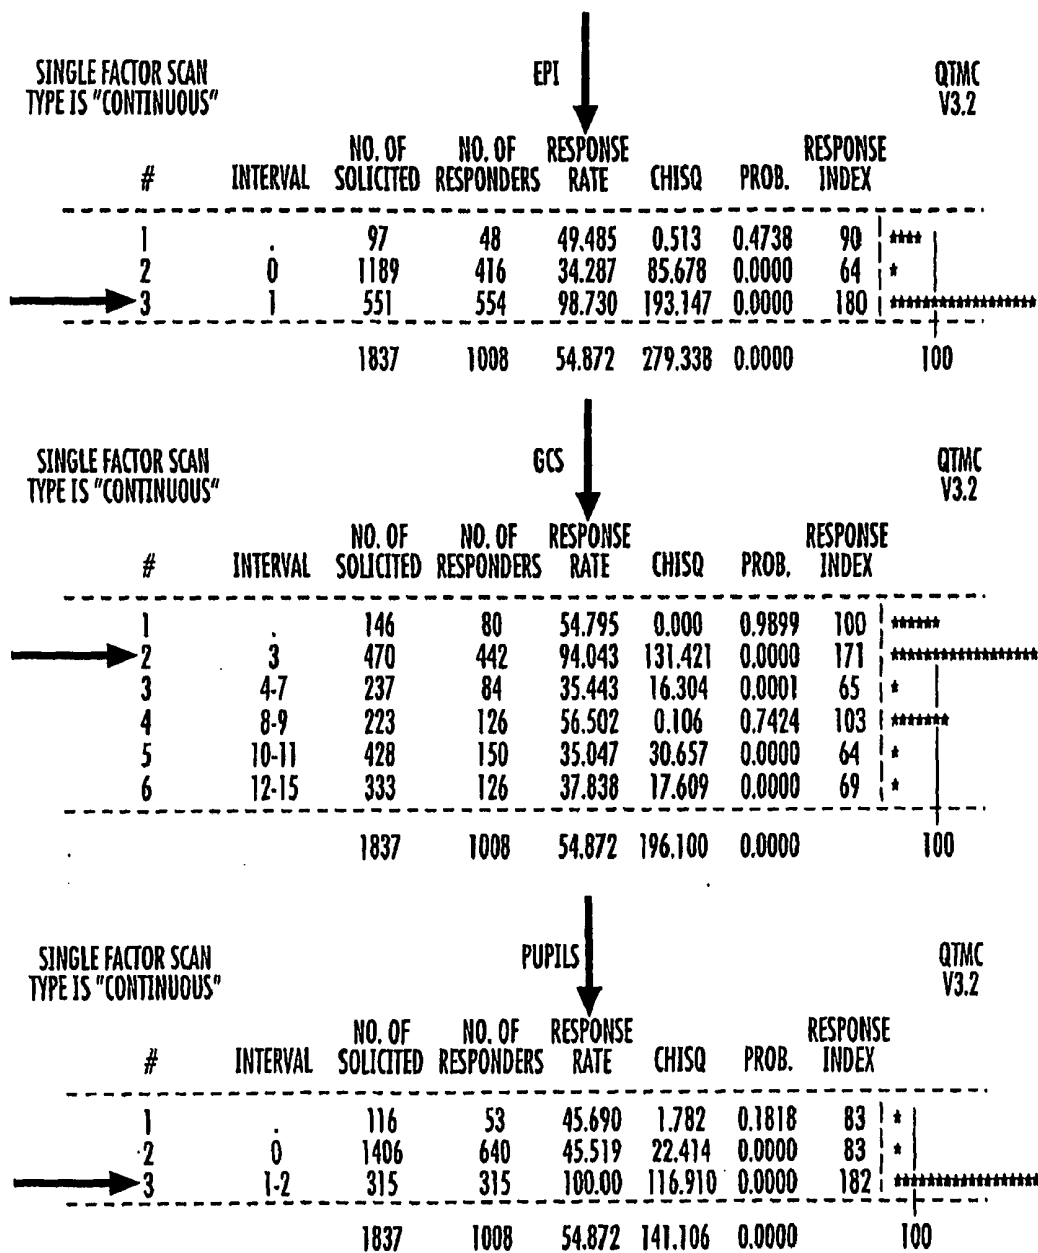 SINGLE FACTOR SCAN EPI QTMC
TYPE IS "CONTINUOUS" V3.2
NO. OF NO. OF RESPONSE RESPONSE
# INTERVAL SOLICITED RESPONDERS RATE CHISQ PROB. INDEX
1 . 97 48 49.485 0.513 0.4738 90 ****
2 0 1189 416 34.287 85.678 0.0000 64 *
3 1 551 554 98.730 193.147 0.0000 180 *****************
1837 1008 54.872 279.338 0.0000 100
SINGLE FACTOR SCAN GCS QTMC
TYPE IS "CONTINUOUS" V3.2
NO. OF NO. OF RESPONSE RESPONSE
# INTERVAL SOLICITED RESPONDERS RATE CHISQ PROB. INDEX
1 . 146 80 54.795 0.000 0.9899 100 ******
2 3 470 442 94.043 131.421 0.0000 171 *****************
3 4-7 237 84 35.443 16.304 0.0001 65 *
4 8-9 223 126 56.502 0.106 0.7424 103 *******
5 10-11 428 150 35.047 30.657 0.0000 64 *
6 12-15 333 126 37.838 17.609 0.0000 69 *
1837 1008 54.872 196.100 0.0000 100
SINGLE FACTOR SCAN PUPILS QTMC
TYPE IS "CONTINUOUS" V3.2
NO. OF NO. OF RESPONSE RESPONSE
# INTERVAL SOLICITED RESPONDERS RATE CHISQ PROB. INDEX
1 . 116 53 45.690 1.782 0.1818 83 *
2 0 1406 640 45.519 22.414 0.0000 83 *
3 1-2 315 315 100.00 116.910 0.0000 182 *****************
1837 1008 54.872 141.106 0.0000 100